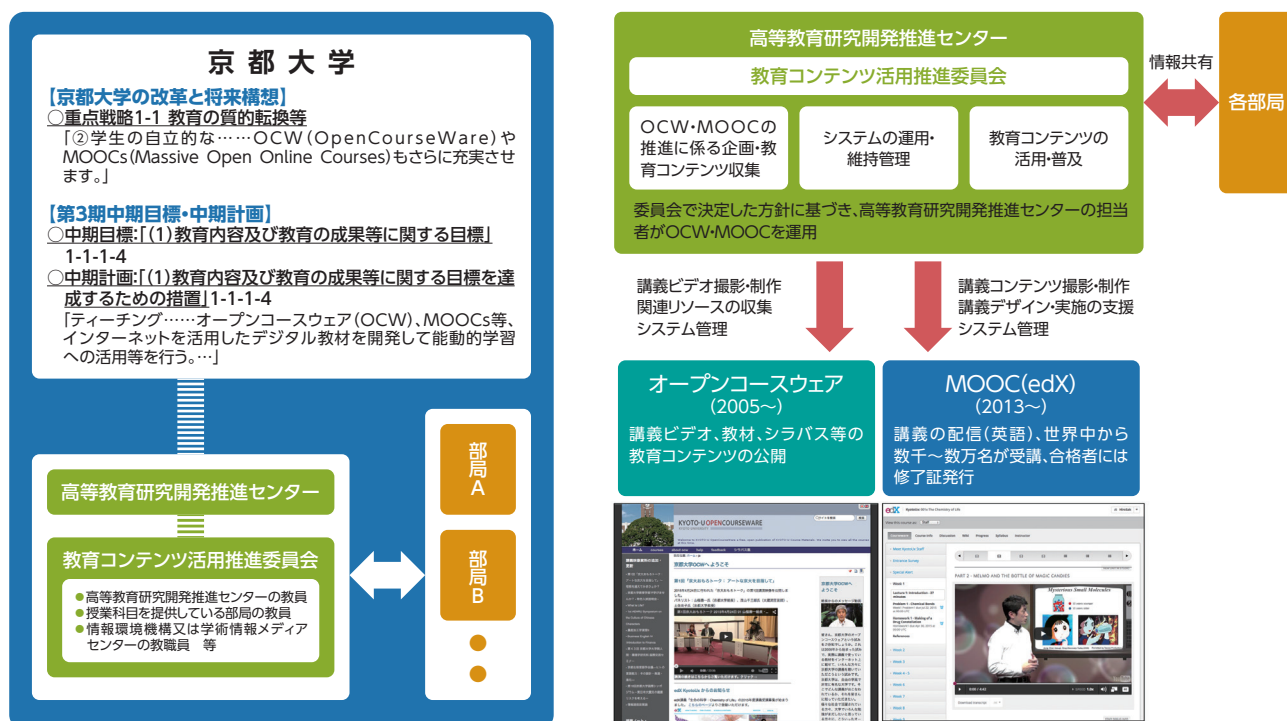 京都大学
【京都大学の改革と将来構想】
○重点戦略1-1 教育の質的転換等
「②学生の自立的な……OCW(OpenCourseWare)や
MOOCs(Massive Open Online Courses)もさらに充実させ
ます。」
【第3期中期目標・中期計画】
○中期目標:「(1)教育内容及び教育の成果等に関する目標」
1-1-1-4
○中期計画:「(1)教育内容及び教育の成果等に関する目標を達
成するための措置」1-1-1-4
「ティーチング……オープンコースウェア(OCW)、MOOCs等、
インターネットを活用したデジタル教材を開発して能動的学習
への活用等を行う。…」
高等教育研究開発推進センター
教育コンテンツ活用推進委員会
●高等教育研究開発推進センターの教員
●授業科目を提供している部局の教員
●情報環境機構又は学術情報メディア
センターの教職員 等
部局A
部局B
高等教育研究開発推進センター
教育コンテンツ活用推進委員会
OCW・MOOCの
推進に係る企画・教
育コンテンツ収集
システムの運用・
維持管理
教育コンテンツの
活用・普及
委員会で決定した方針に基づき、高等教育研究開発推進センターの担当
者がOCW・MOOCを運用
情報共有
各部局
講義ビデオ撮影・制作
関連リソースの収集
システム管理
講義コンテンツ撮影・制作
講義デザイン・実施の支援
システム管理
オープンコースウェア
(2005~)
講義ビデオ、教材、シラバス等の
教育コンテンツの公開
MOOC(edX)
(2013~)
講義の配信(英語)、世界中から
数千~数万名が受講、合格者には
修了証発行
KYOTO-U OPENCOURSEWARE
京都大学OCWへようこそ
edX
PART 2 - MELMO AND THE BOTTLE OF MAGIC CANDIES
Mysterious Small Molecules